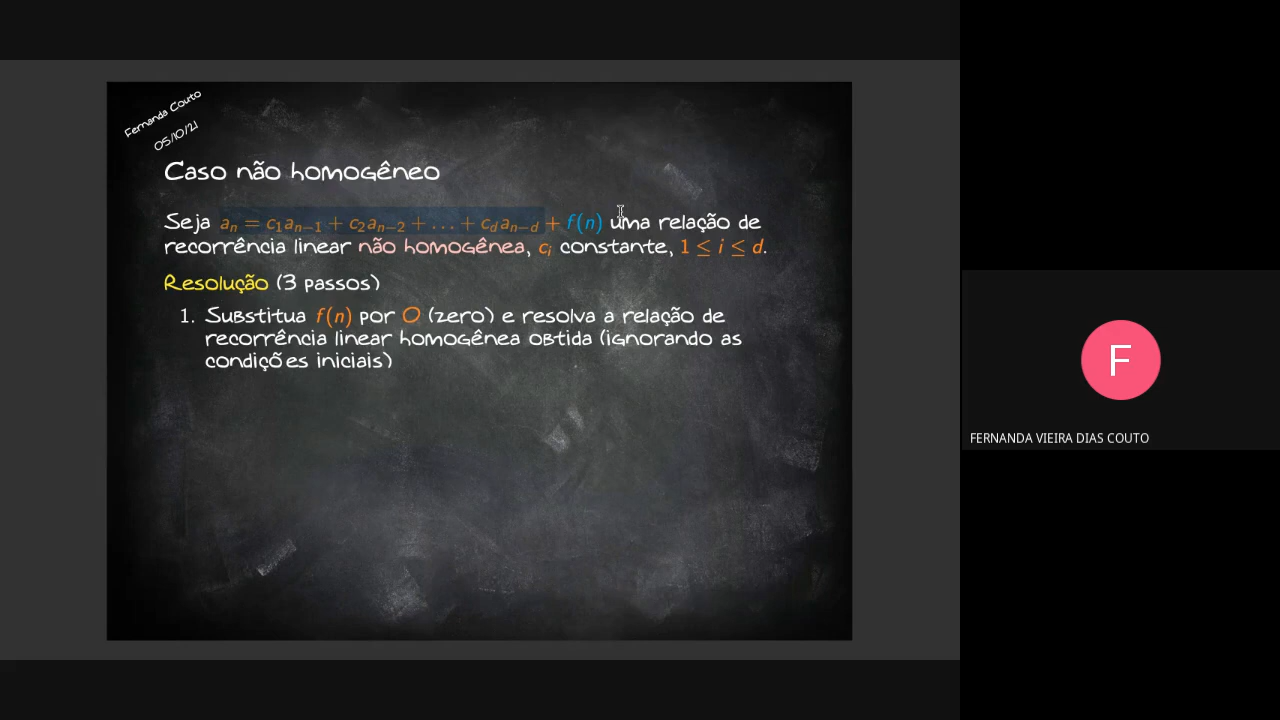 Fernanda Couto
05/10/21
Caso não homogêneo
Seja aₙ = c₁aₙ₋₁ + c₂aₙ₋₂ + ... + c_d aₙ₋d + f(n) uma relação de
recorrência linear não homogênea, cᵢ constante, 1 ≤ i ≤ d.
Resolução (3 passos)
1. Substitua f(n) por 0 (zero) e resolva a relação de
recorrência linear homogênea obtida (ignorando as
condições iniciais)
F
FERNANDA VIEIRA DIAS COUTO